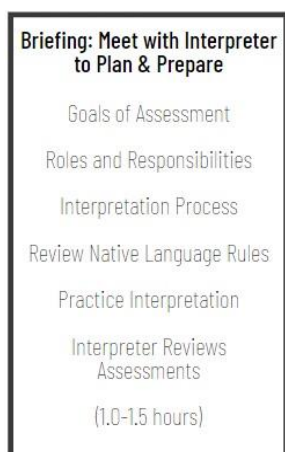 Briefing: Meet with Interpreter
to Plan & Prepare
Goals of Assessment
Roles and Responsibilities
Interpretation Process
Review Native Language Rules
Practice Interpretation
Interpreter Reviews
Assessments
(1.0-1.5 hours)